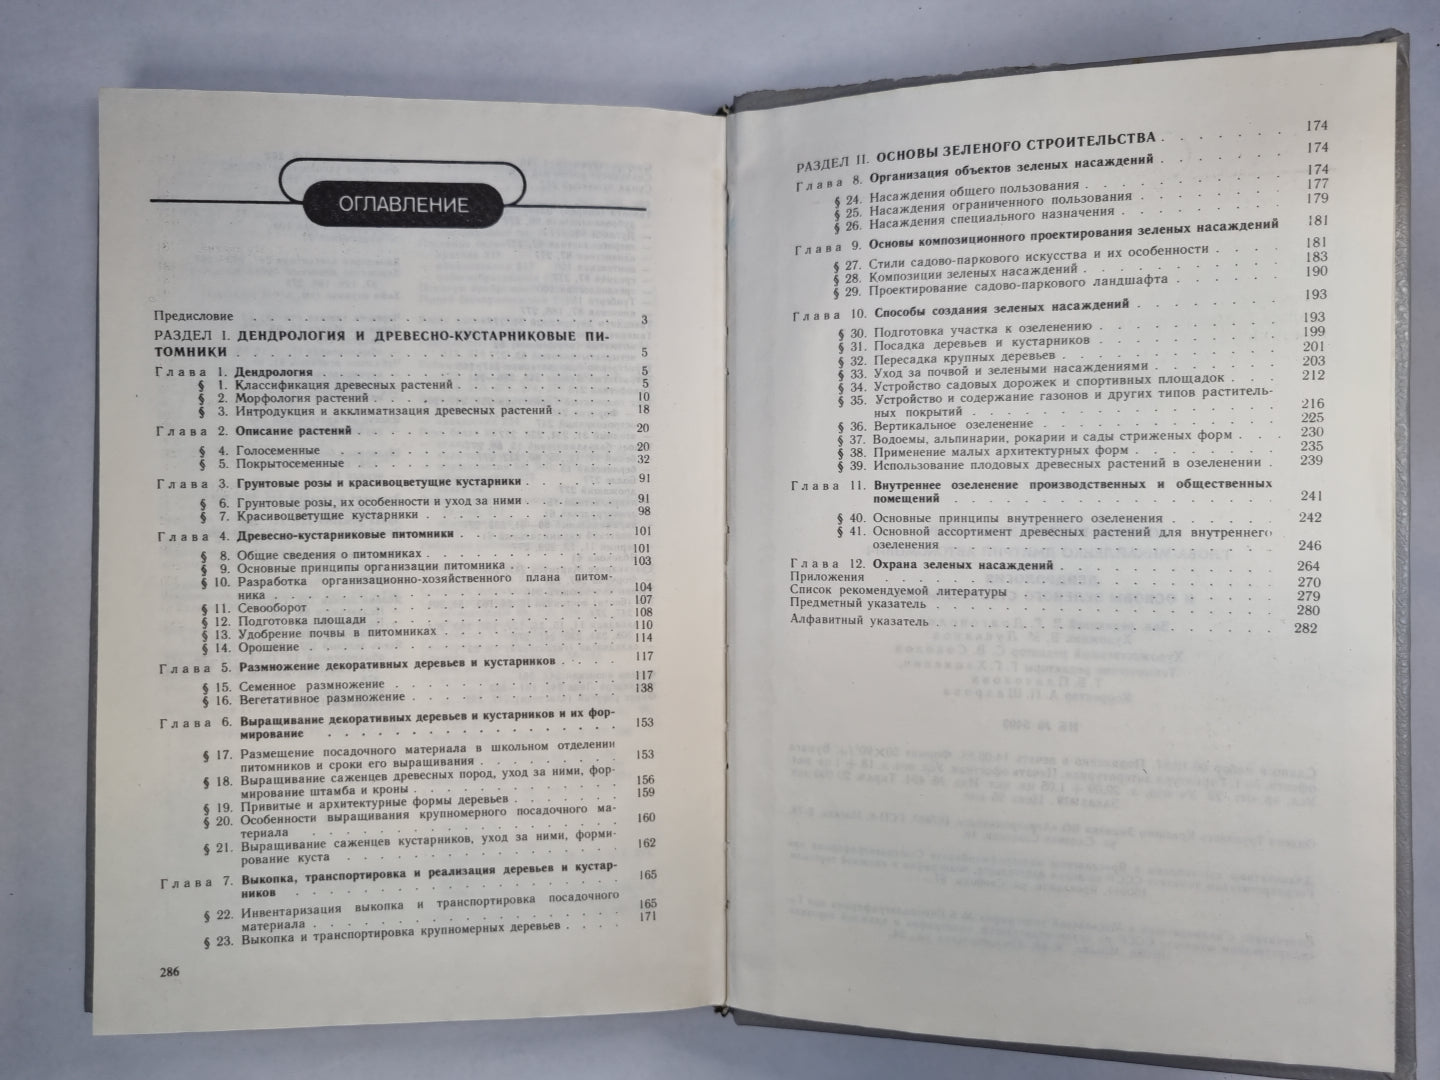 ОГЛАВЛЕНИЕ
Предисловие . . . 3
РАЗДЕЛ I. ДЕНДРОЛОГИЯ И ДРЕВЕСНО-КУСТАРНИКОВЫЕ ПИ-
ТОМНИКИ . . . 5
Глава 1. Дендрология . . . 5
§ 1. Классификация древесных растений . . . 5
§ 2. Морфология растений . . . 10
§ 3. Интродукция и акклиматизация древесных растений . . . 18
Глава 2. Описание растений . . . 20
§ 4. Голосеменные . . . 20
§ 5. Покрытосеменные . . . 32
Глава 3. Грунтовые розы и красивоцветущие кустарники . . . 91
§ 6. Грунтовые розы, их особенности и уход за ними . . . 91
§ 7. Красивоцветущие кустарники . . . 98
Глава 4. Древесно-кустарниковые питомники . . . 101
§ 8. Общие сведения о питомниках . . . 101
§ 9. Основные принципы организации питомника . . . 103
§ 10. Разработка организационно-хозяйственного плана питом-
ника . . . 104
§ 11. Севооборот . . . 107
§ 12. Подготовка площади . . . 108
§ 13. Удобрение почвы в питомниках . . . 110
§ 14. Орошение . . . 114
Глава 5. Размножение декоративных деревьев и кустарников . . . 117
§ 15. Семенное размножение . . . 117
§ 16. Вегетативное размножение . . . 138
Глава 6. Выращивание декоративных деревьев и кустарников и их фор-
мирование . . . 153
§ 17. Размещение посадочного материала в школьном отделении
питомников и сроки его выращивания . . . 153
§ 18. Выращивание саженцев древесных пород, уход за ними, фор-
мирование штамба и кроны . . . 156
§ 19. Привитые и архитектурные формы деревьев . . . 159
§ 20. Особенности выращивания крупномерного посадочного ма-
териала . . . 160
§ 21. Выращивание саженцев кустарников, уход за ними, форми-
рование куста . . . 162
Глава 7. Выкопка, транспортировка и реализация деревьев и кустар-
ников . . . 165
§ 22. Инвентаризация выкопка и транспортировка посадочного
материала . . . 165
§ 23. Выкопка и транспортировка крупномерных деревьев . . . 171
286
РАЗДЕЛ II. ОСНОВЫ ЗЕЛЕНОГО СТРОИТЕЛЬСТВА . . . 174
Глава 8. Организация объектов зеленых насаждений . . . 174
§ 24. Насаждения общего пользования . . . 174
§ 25. Насаждения ограниченного пользования . . . 177
§ 26. Насаждения специального назначения . . . 179
Глава 9. Основы композиционного проектирования зеленых насаждений 181
§ 27. Стили садово-паркового искусства и их особенности . . . 181
§ 28. Композиции зеленых насаждений . . . 183
§ 29. Проектирование садово-паркового ландшафта . . . 190
Глава 10. Способы создания зеленых насаждений . . . 193
§ 30. Подготовка участка к озеленению . . . 193
§ 31. Посадка деревьев и кустарников . . . 199
§ 32. Пересадка крупных деревьев . . . 201
§ 33. Уход за почвой и зелеными насаждениями . . . 203
§ 34. Устройство садовых дорожек и спортивных площадок . . . 212
§ 35. Устройство и содержание газонов и других типов раститель-
ных покрытий . . . 216
§ 36. Вертикальное озеленение . . . 225
§ 37. Водоемы, альпинарии, рокарии и сады стриженых форм . . . 230
§ 38. Применение малых архитектурных форм . . . 235
§ 39. Использование плодовых древесных растений в озеленении . 239
Глава 11. Внутреннее озеленение производственных и общественных
помещений . . . 241
§ 40. Основные принципы внутреннего озеленения . . . 242
§ 41. Основной ассортимент древесных растений для внутреннего
озеленения . . . 246
Глава 12. Охрана зеленых насаждений . . . 264
Приложения . . . 270
Список рекомендуемой литературы . . . 279
Предметный указатель . . . 280
Алфавитный указатель . . . 282